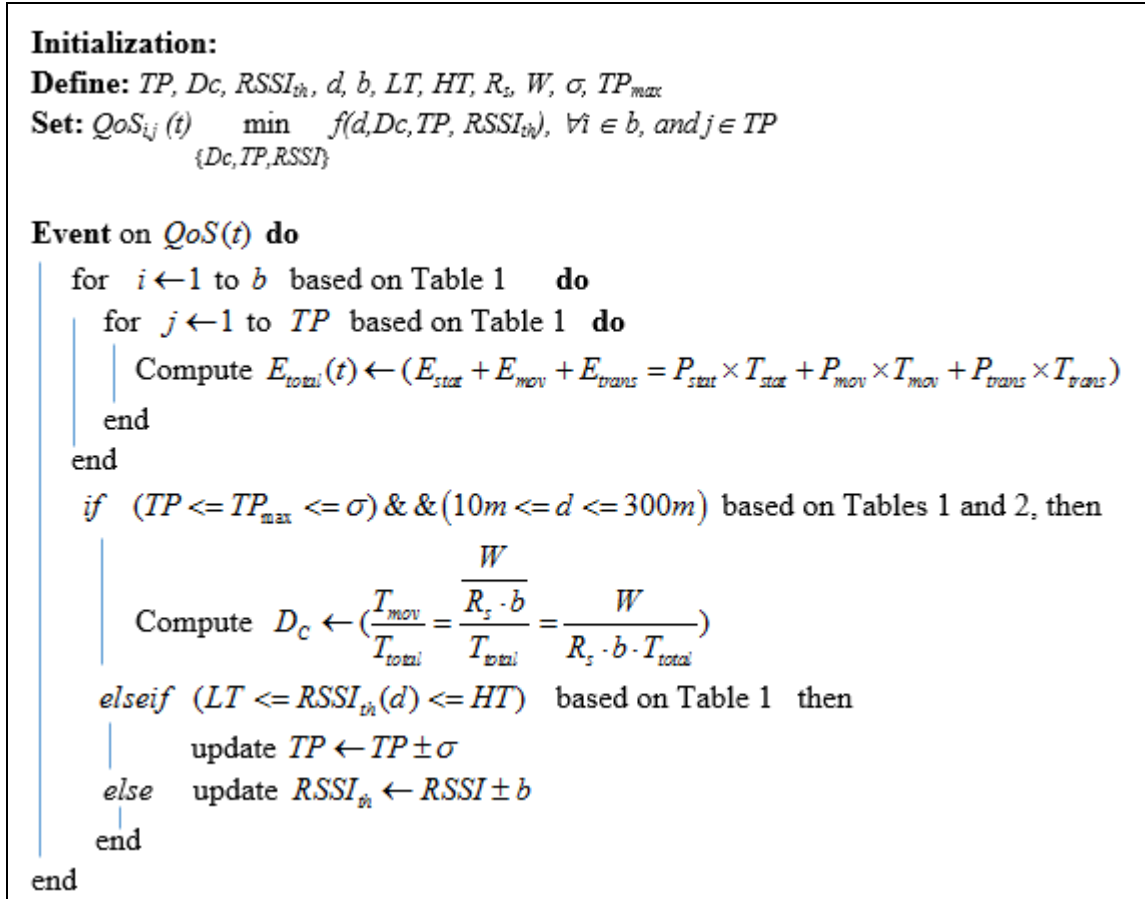 Initialization:
Define: TP, Dc, RSSI_th, d, b, LT, HT, R_s, W, σ, TP_max
Set: QoS_i,j (t) min f(d,Dc,TP, RSSI_th), ∀i ∈ b, and j ∈ TP
{Dc,TP,RSSI}
Event on QoS(t) do
for i ←1 to b based on Table 1 do
for j ←1 to TP based on Table 1 do
Compute E_total(t) ← (E_stat + E_mov + E_trans = P_stat × T_stat + P_mov × T_mov + P_trans × T_trans)
end
end
if (TP <= TP_max <= σ) & & (10m <= d <= 300m) based on Tables 1 and 2, then
Compute D_C ← (T_mov / T_total = (W / (R_s · b)) / T_total = W / (R_s · b · T_total))
elseif (LT <= RSSI_th(d) <= HT) based on Table 1 then
update TP ← TP ± σ
else update RSSI_th ← RSSI ± b
end
end